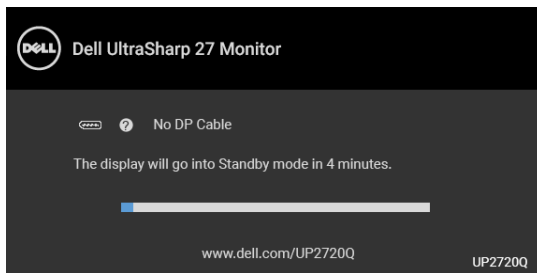 DELL
Dell UltraSharp 27 Monitor
? No DP Cable
The display will go into Standby mode in 4 minutes.
www.dell.com/UP2720Q
UP2720Q